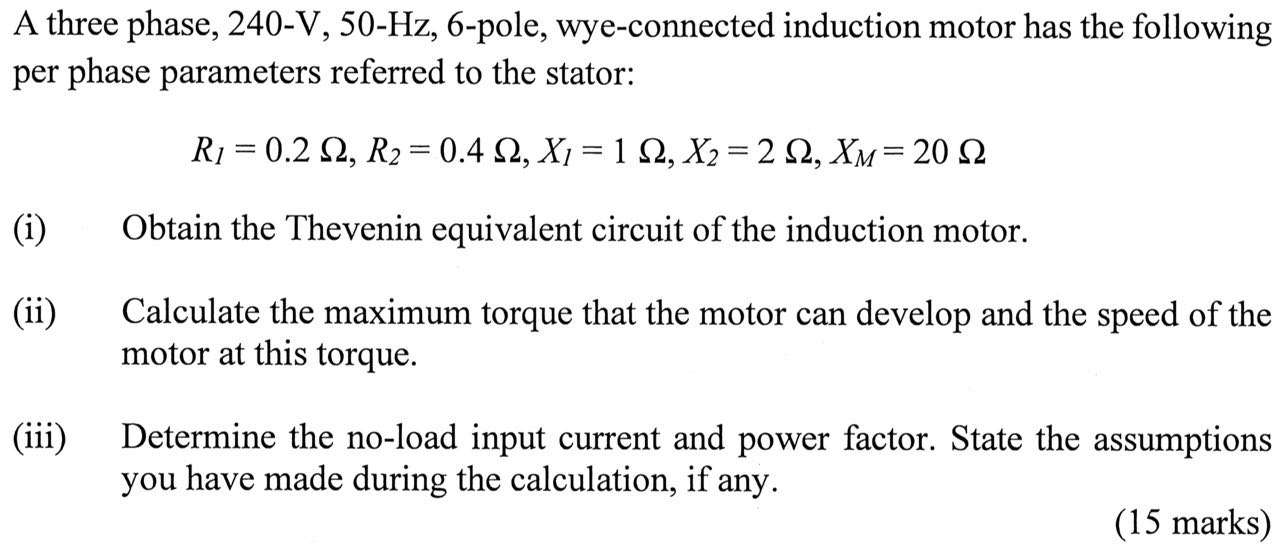 A three phase, 240-V, 50-Hz, 6-pole, wye-connected induction motor has the following
per phase parameters referred to the stator:
R₁ = 0.2 Ω, R₂ = 0.4 Ω, X₁ = 1 Ω, X₂ = 2 Ω, X_M = 20 Ω
(i) Obtain the Thevenin equivalent circuit of the induction motor.
(ii) Calculate the maximum torque that the motor can develop and the speed of the
motor at this torque.
(iii) Determine the no-load input current and power factor. State the assumptions
you have made during the calculation, if any.
(15 marks)